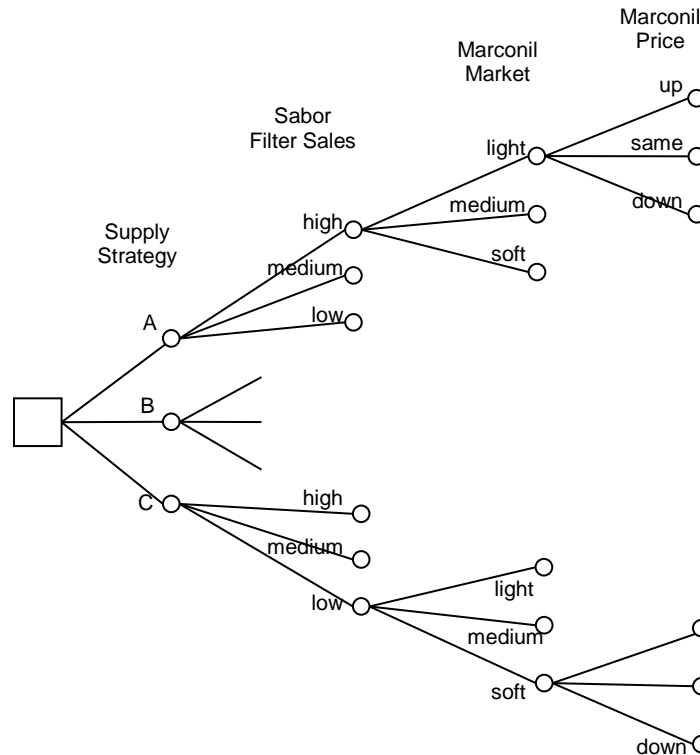 Marconil
Price
Marconil
Market
up
Sabor
Filter Sales
same
light
down
medium
high
Supply
Strategy
soft
medium
low
A
B
high
C
medium
light
low
medium
soft
down